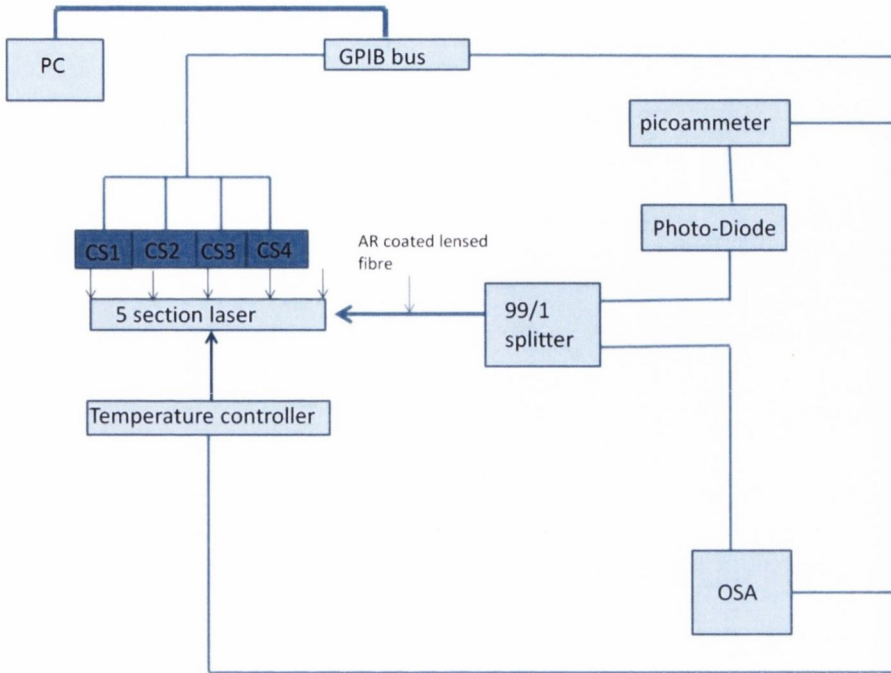 PC
GPIB bus
picoammeter
Photo-Diode
CS1 CS2 CS3 CS4
AR coated lensed
fibre
5 section laser
99/1
splitter
Temperature controller
OSA